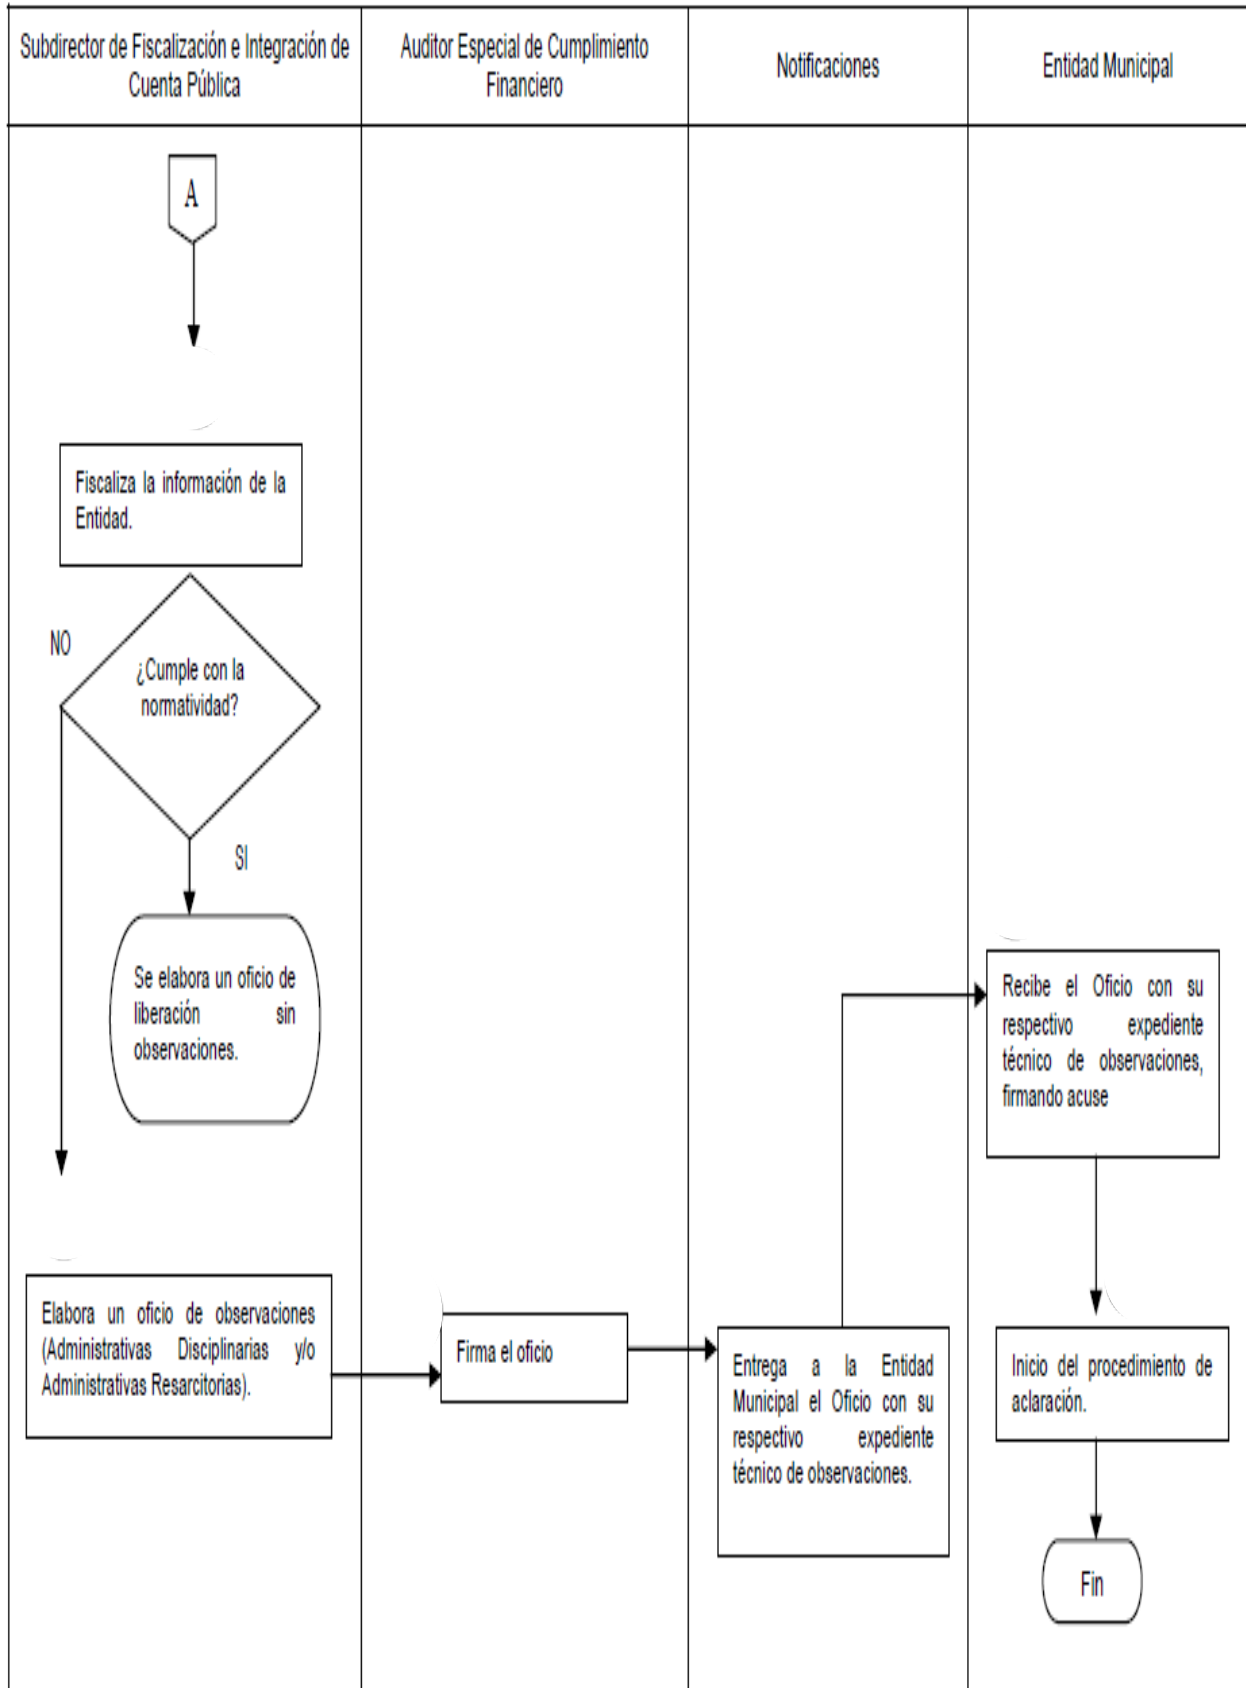 Subdirector de Fiscalización e Integración de
Cuenta Pública
Auditor Especial de Cumplimiento
Financiero
Notificaciones
Entidad Municipal
A
Fiscaliza la información de la
Entidad.
NO
¿Cumple con la
normatividad?
SI
Se elabora un oficio de
liberación sin
observaciones.
Elabora un oficio de observaciones
(Administrativas Disciplinarias y/o
Administrativas Resarcitorias).
Firma el oficio
Entrega a la Entidad
Municipal el Oficio con su
respectivo expediente
técnico de observaciones.
Recibe el Oficio con su
respectivo expediente
técnico de observaciones,
firmando acuse
Inicio del procedimiento de
aclaración.
Fin